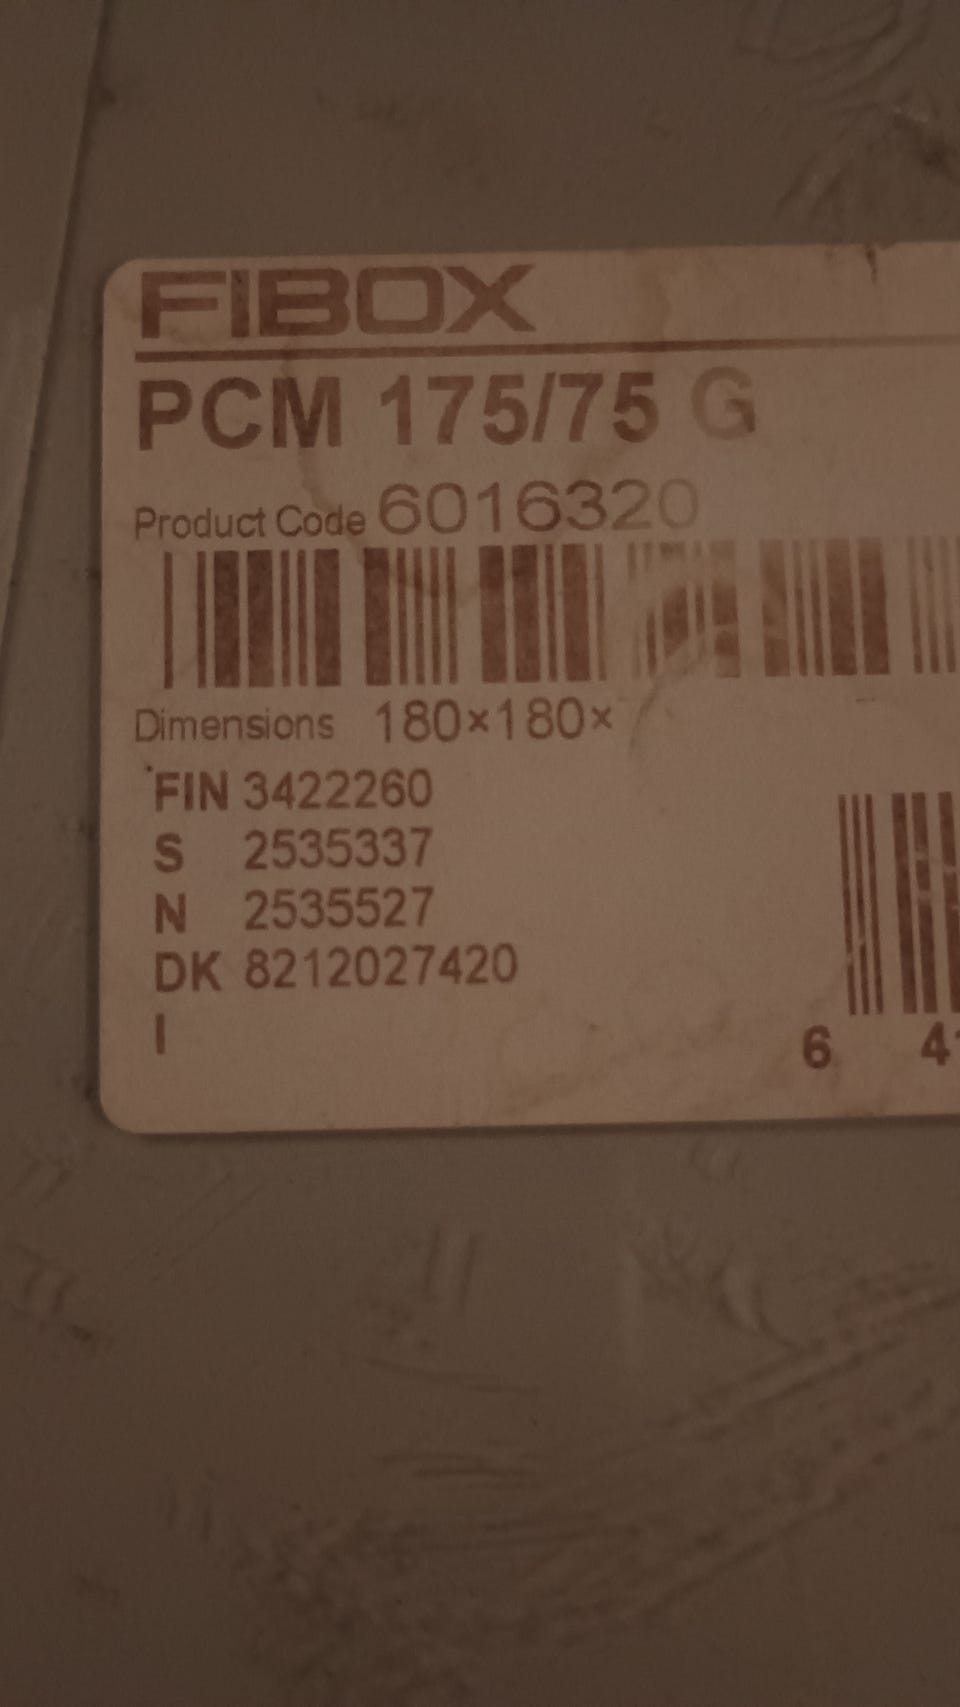 FIBOX
PCM 175/75 G
Product Code 6016320
Dimensions 180×180×
FIN 3422260
S 2535337
N 2535527
DK 8212027420
I
6 4